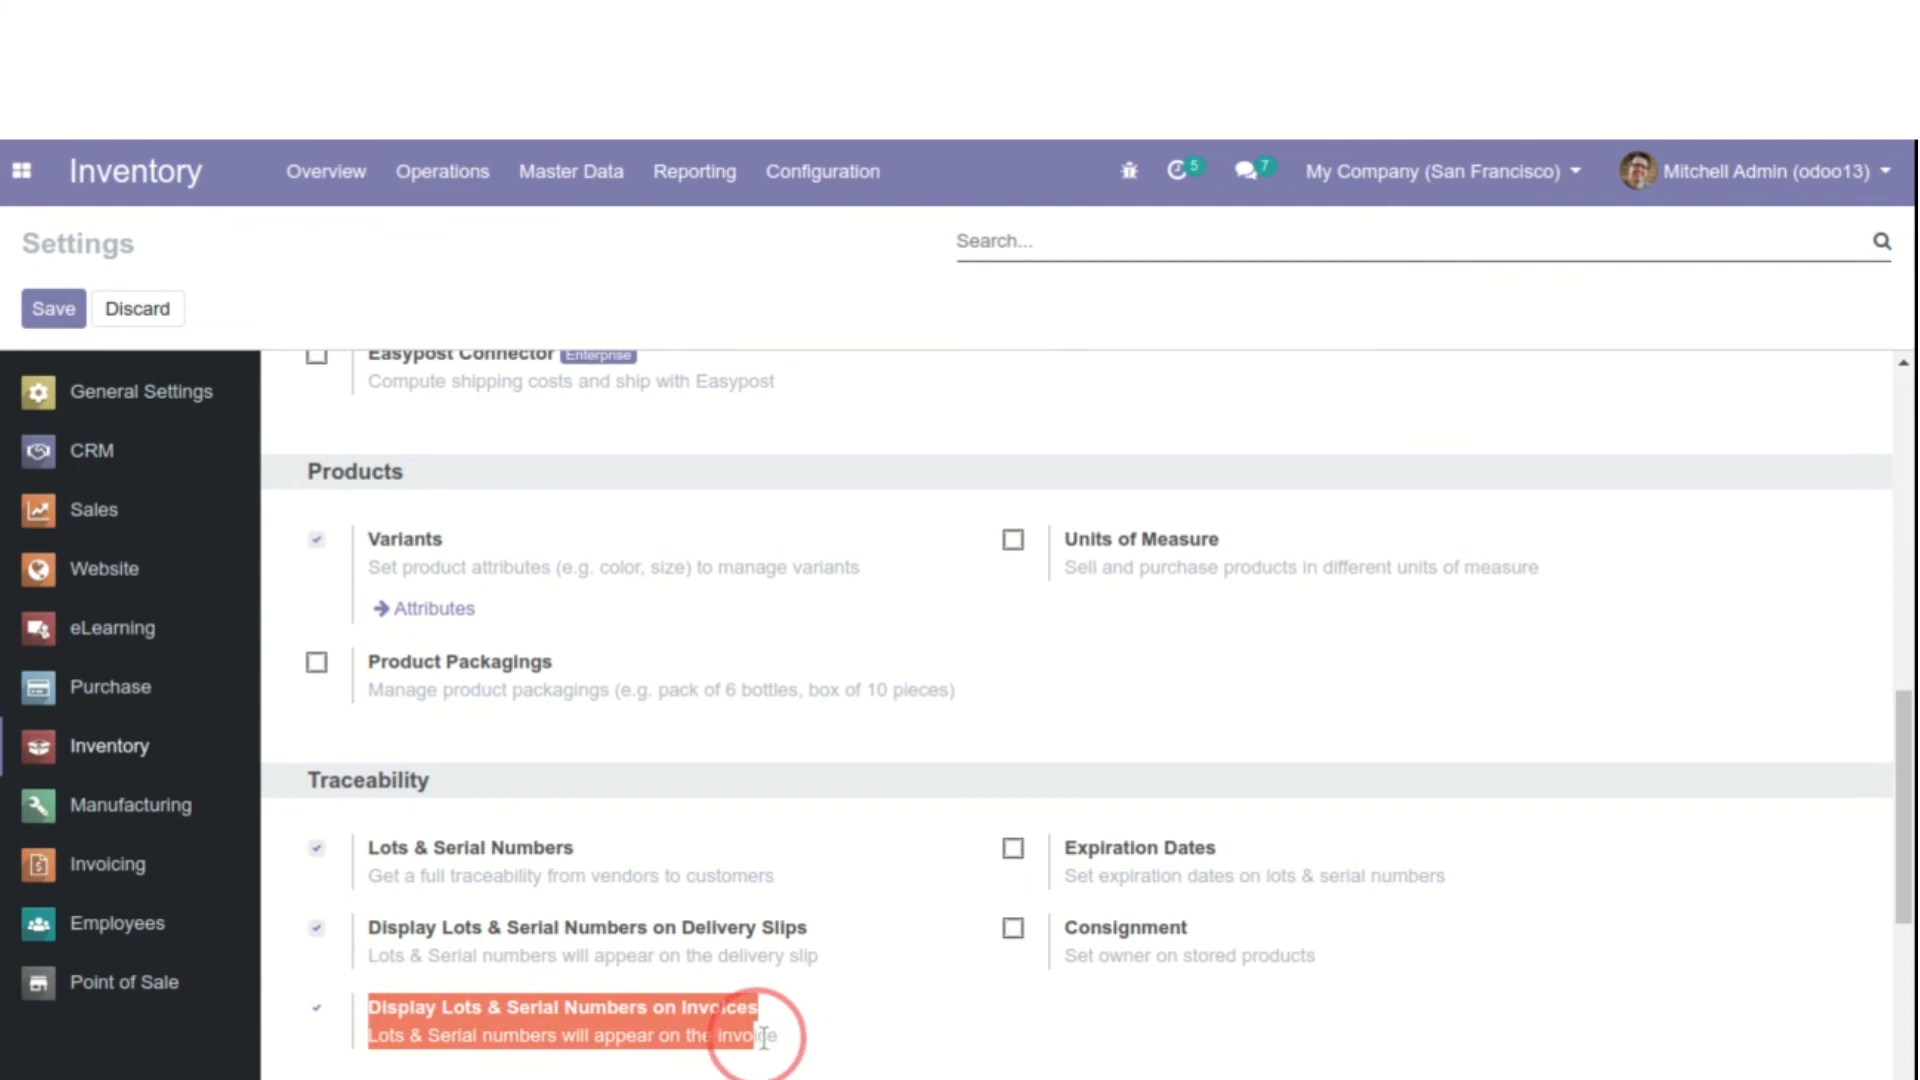 Inventory Overview Operations Master Data Reporting Configuration 5 7 My Company (San Francisco) Mitchell Admin (odoo13)
Settings
Search...
Save Discard
General Settings
CRM
Sales
Website
eLearning
Purchase
Inventory
Manufacturing
Invoicing
Employees
Point of Sale
Easypost Connector Enterprise
Compute shipping costs and ship with Easypost
Products
Variants
Set product attributes (e.g. color, size) to manage variants
Attributes
Units of Measure
Sell and purchase products in different units of measure
Product Packagings
Manage product packagings (e.g. pack of 6 bottles, box of 10 pieces)
Traceability
Lots & Serial Numbers
Get a full traceability from vendors to customers
Expiration Dates
Set expiration dates on lots & serial numbers
Display Lots & Serial Numbers on Delivery Slips
Lots & Serial numbers will appear on the delivery slip
Consignment
Set owner on stored products
Display Lots & Serial Numbers on Invoices
Lots & Serial numbers will appear on the invoice